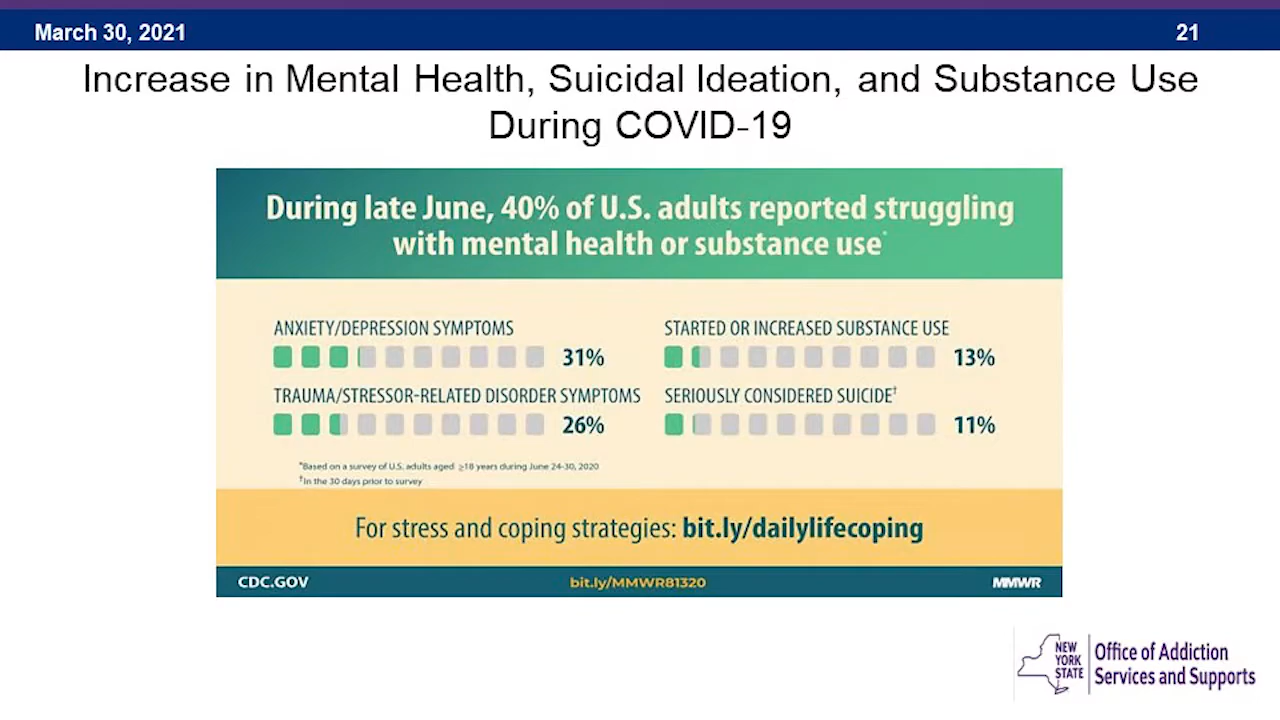 March 30, 2021
21
Increase in Mental Health, Suicidal Ideation, and Substance Use
During COVID-19
During late June, 40% of U.S. adults reported struggling
with mental health or substance use*
ANXIETY/DEPRESSION SYMPTOMS
31%
STARTED OR INCREASED SUBSTANCE USE
13%
TRAUMA/STRESSOR-RELATED DISORDER SYMPTOMS
26%
SERIOUSLY CONSIDERED SUICIDE†
11%
*Based on a survey of U.S. adults aged ≥18 years during June 24-30, 2020
†In the 30 days prior to survey
For stress and coping strategies: bit.ly/dailylifecoping
CDC.GOV
bit.ly/MMWR81320
MMWR
NEW
YORK
STATE
Office of Addiction
Services and Supports